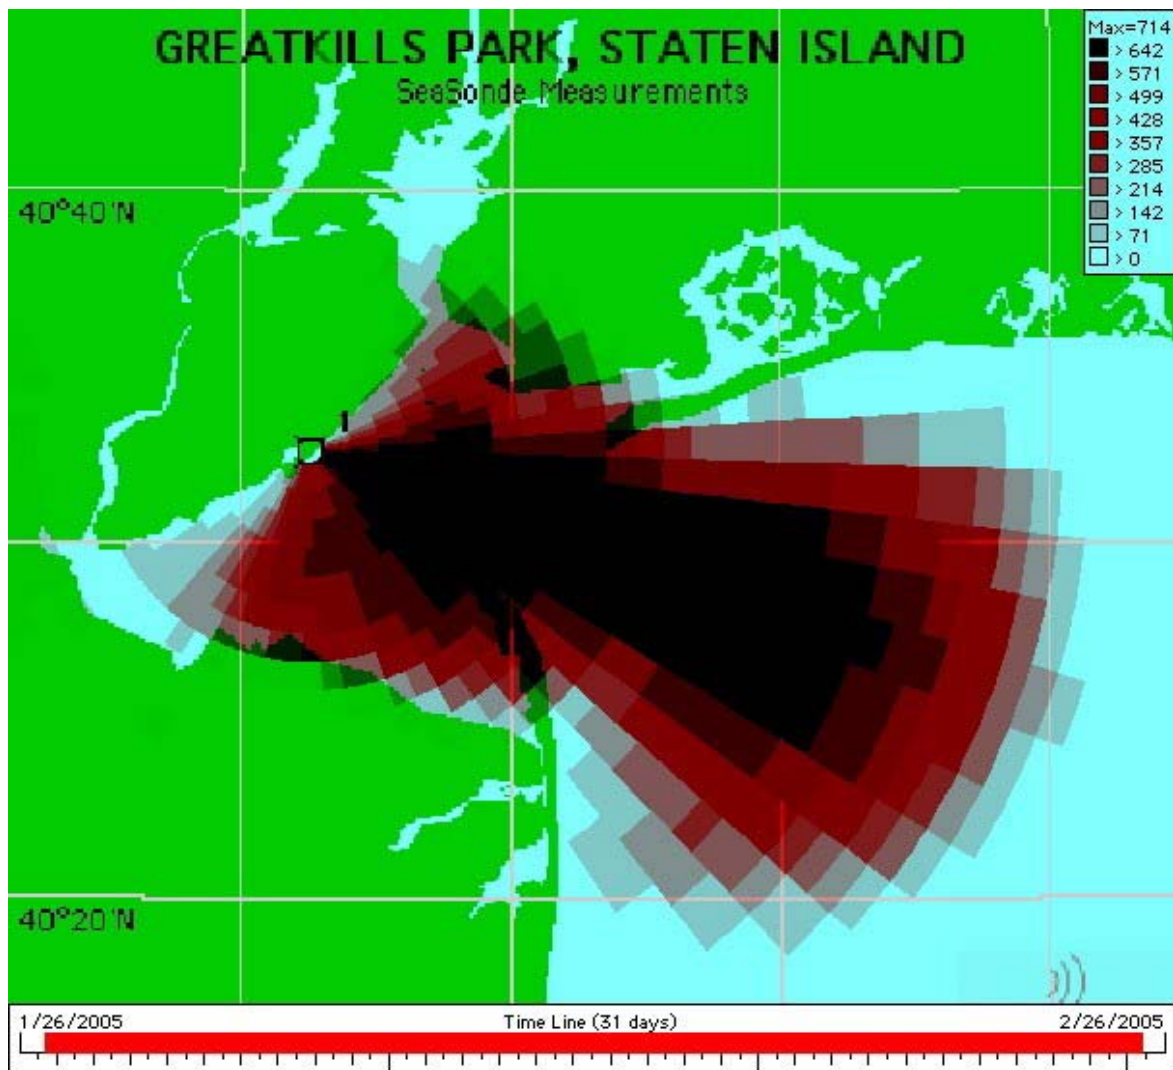 GREATKILLS PARK, STATEN ISLAND
SeaSonde Measurements
Max=714
> 642
> 571
> 499
> 428
> 357
> 285
> 214
> 142
> 71
> 0
40°40'N
1
40°20'N
1/26/2005 Time Line (31 days) 2/26/2005